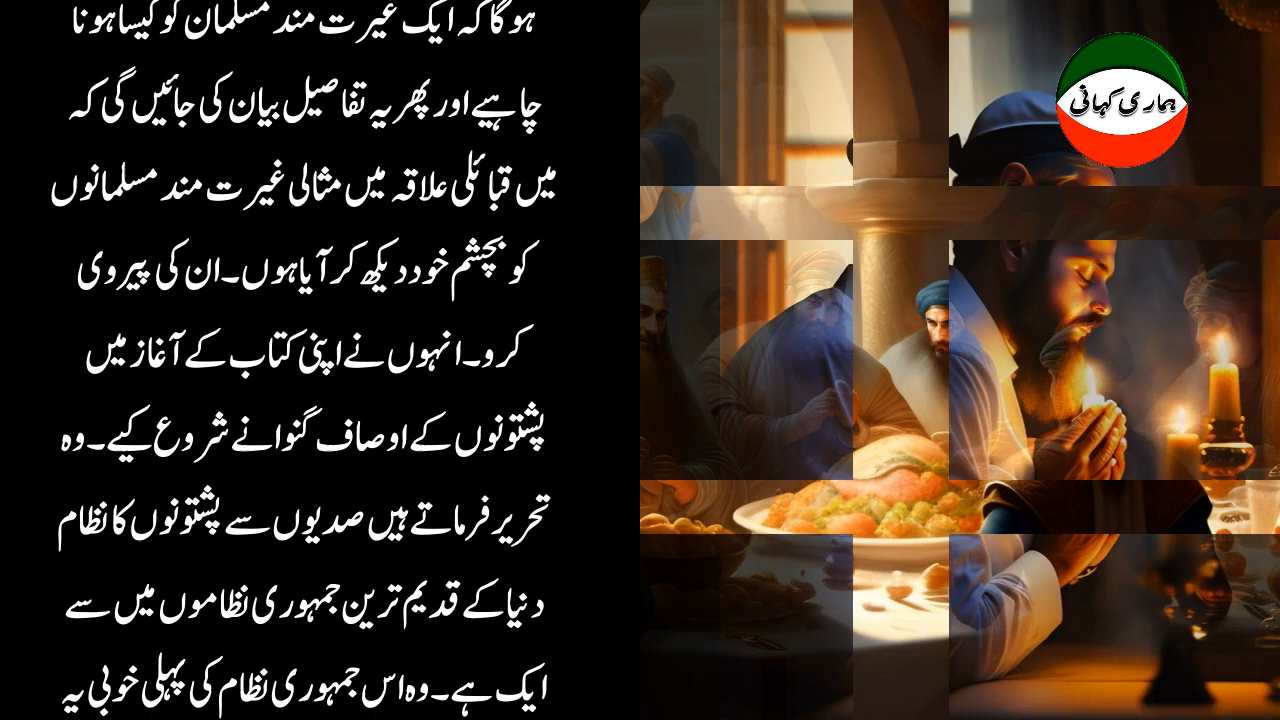 ہوگا کہ ایک غیرت مند مسلمان کو کیسا ہونا
چاہیے اور پھر یہ تفاصیل بیان کی جائیں گی کہ
میں قبائلی علاقہ میں مثالی غیرت مند مسلمانوں
کو بچشم خود دیکھ کر آیا ہوں۔ ان کی پیروی
کرو۔ انہوں نے اپنی کتاب کے آغاز میں
پشتونوں کے اوصاف گنوانے شروع کیے۔ وہ
تحریر فرماتے ہیں صدیوں سے پشتونوں کا نظام
دنیا کے قدیم ترین جمہوری نظاموں میں سے
ایک ہے۔ وہ اس جمہوری نظام کی پہلی خوبی یہ
ہماری کہانی